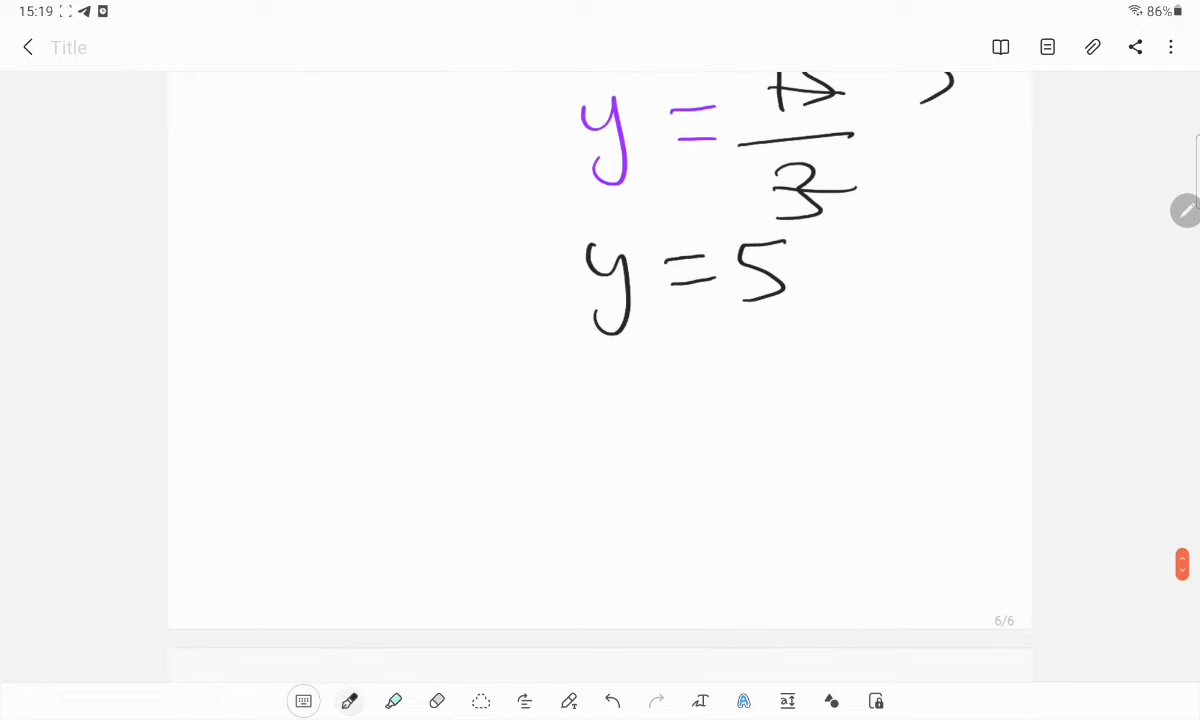 15:19
86%
Title
y =
3
y = 5
6/6